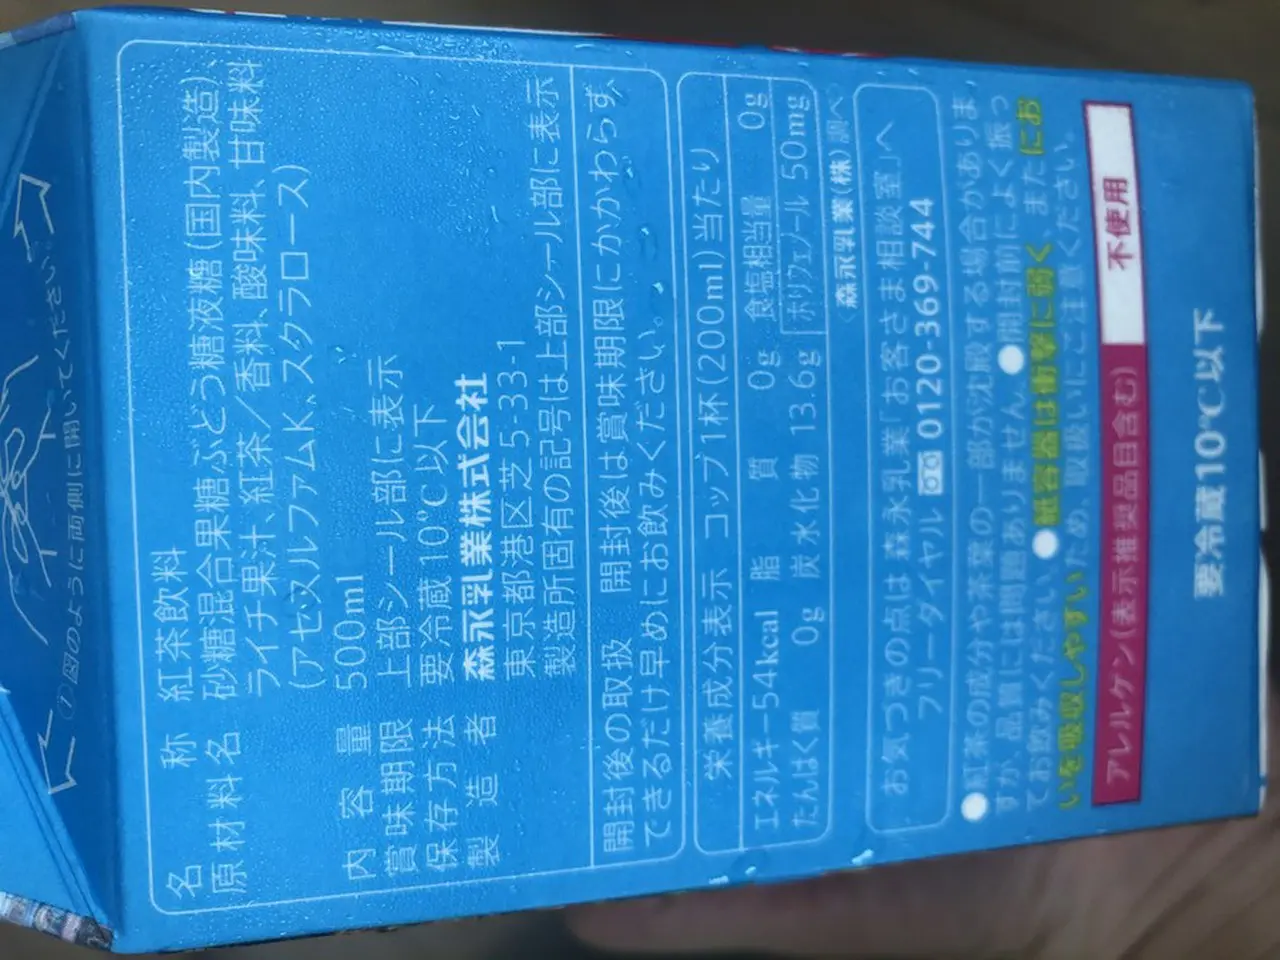 ①図のように両側に開いてください。
名称 紅茶飲料
原材料名 砂糖混合果糖ぶどう糖液糖(国内製造)、
ライチ果汁、紅茶/香料、酸味料、甘味料
(アセスルファムK、スクラロース)
内容量 500ml
賞味期限 上部シール部に表示
保存方法 要冷蔵10℃以下
製造者 森永乳業株式会社
東京都港区芝5-33-1
製造所固有の記号は上部シール部に表示
開封後の取扱 開封後は賞味期限にかかわらず、
できるだけ早めにお飲みください。
栄養成分表示 コップ1杯(200ml)当たり
エネルギー54kcal 脂質 0g 食塩相当量 0g
たんぱく質 0g 炭水化物 13.6g ポリフェノール 50mg
森永乳業(株)調べ
お気づきの点は 森永乳業「お客さま相談室」へ
フリーダイヤル 0120-369-744
●紅茶の成分や茶葉の一部が沈殿する場合がありま
すが、品質には問題ありません。●開封前によく振っ
てお飲みください。●紙容器は衝撃に弱く、またにお
いを吸収しやすいため、取扱いにご注意ください。
アレルゲン(表示推奨品目含む) 不使用
要冷蔵10℃以下